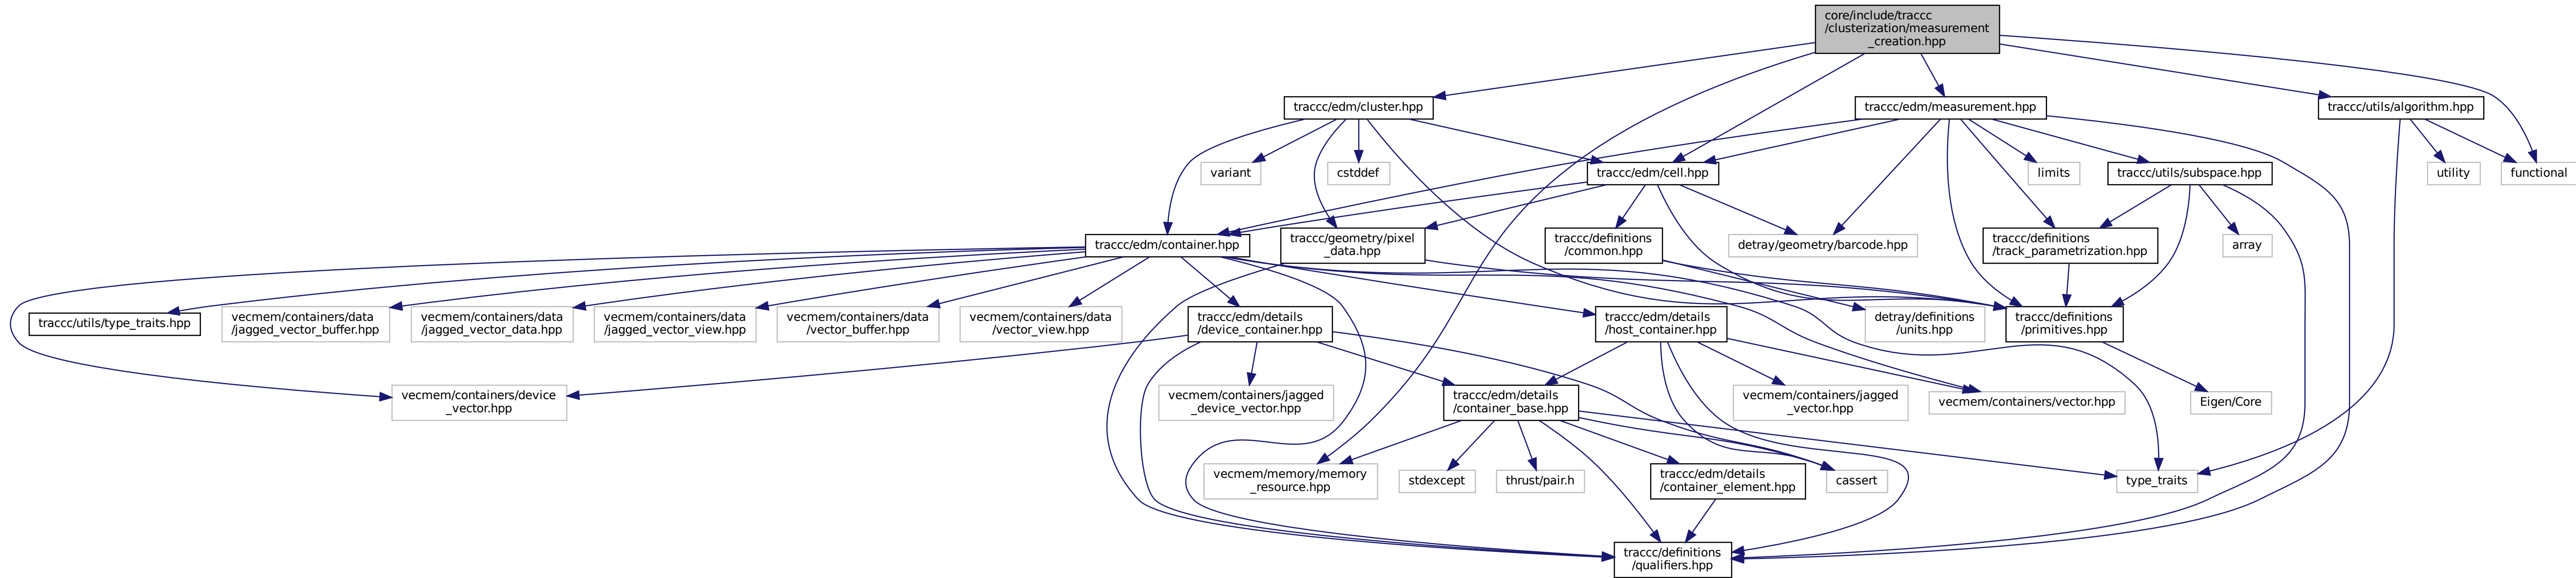 core/include/traccc
/clusterization/measurement
_creation.hpp
traccc/edm/cluster.hpp
traccc/edm/measurement.hpp
traccc/utils/algorithm.hpp
variant
cstddef
traccc/edm/cell.hpp
limits
traccc/utils/subspace.hpp
utility
functional
traccc/edm/container.hpp
traccc/geometry/pixel
_data.hpp
traccc/definitions
/common.hpp
detray/geometry/barcode.hpp
traccc/definitions
/track_parametrization.hpp
array
traccc/utils/type_traits.hpp
vecmem/containers/data
/jagged_vector_buffer.hpp
vecmem/containers/data
/jagged_vector_data.hpp
vecmem/containers/data
/jagged_vector_view.hpp
vecmem/containers/data
/vector_buffer.hpp
vecmem/containers/data
/vector_view.hpp
traccc/edm/details
/device_container.hpp
traccc/edm/details
/host_container.hpp
detray/definitions
/units.hpp
traccc/definitions
/primitives.hpp
vecmem/containers/device
_vector.hpp
vecmem/containers/jagged
_device_vector.hpp
traccc/edm/details
/container_base.hpp
vecmem/containers/jagged
_vector.hpp
vecmem/containers/vector.hpp
Eigen/Core
vecmem/memory/memory
_resource.hpp
stdexcept
thrust/pair.h
traccc/edm/details
/container_element.hpp
cassert
type_traits
traccc/definitions
/qualifiers.hpp